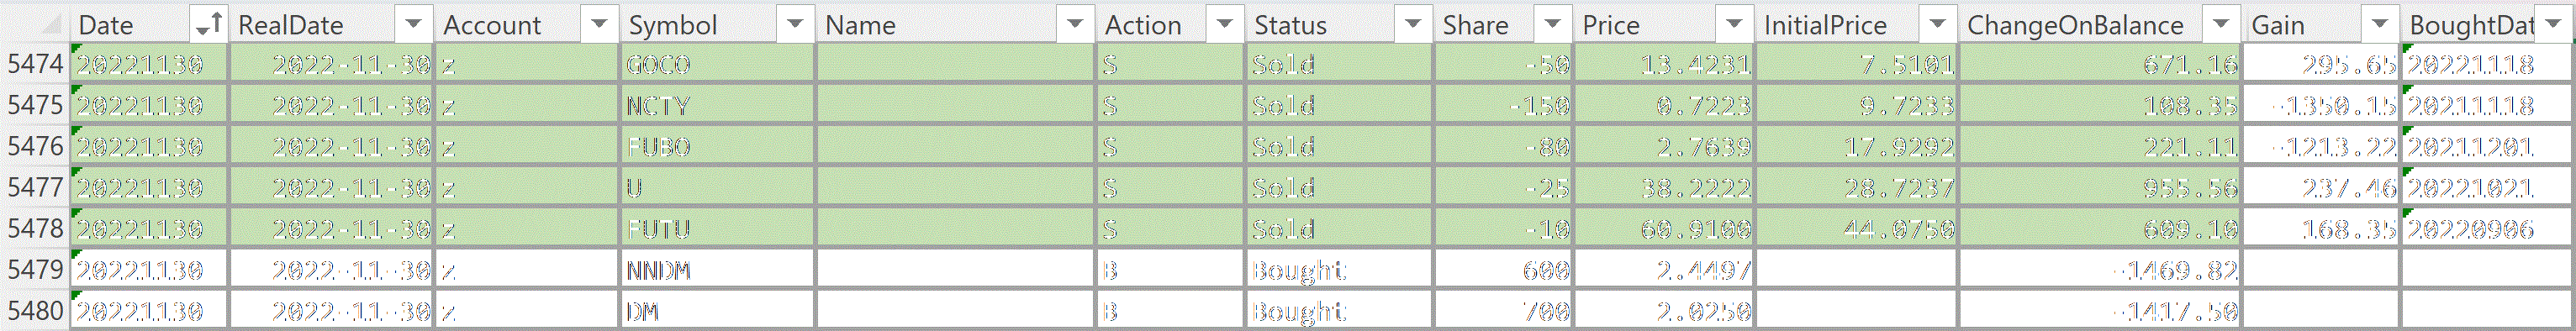 Date RealDate Account Symbol Name Action Status Share Price InitialPrice ChangeOnBalance Gain BoughtDat
5474 20221130 2022-11-30 z GOCO S Sold -50 13.4231 7.5101 671.16 295.65 20221118
5475 20221130 2022-11-30 z NCTY S Sold -150 0.7223 9.7233 108.35 -1350.15 20211118
5476 20221130 2022-11-30 z FUBO S Sold -80 2.7639 17.9292 221.11 -1213.22 20211201
5477 20221130 2022-11-30 z U S Sold -25 38.2222 28.7237 955.56 237.46 20221021
5478 20221130 2022-11-30 z FUTU S Sold -10 60.9100 44.0750 609.10 168.35 20220906
5479 20221130 2022-11-30 z NNDM B Bought 600 2.4497 -1469.82
5480 20221130 2022-11-30 z DM B Bought 700 2.0250 -1417.50